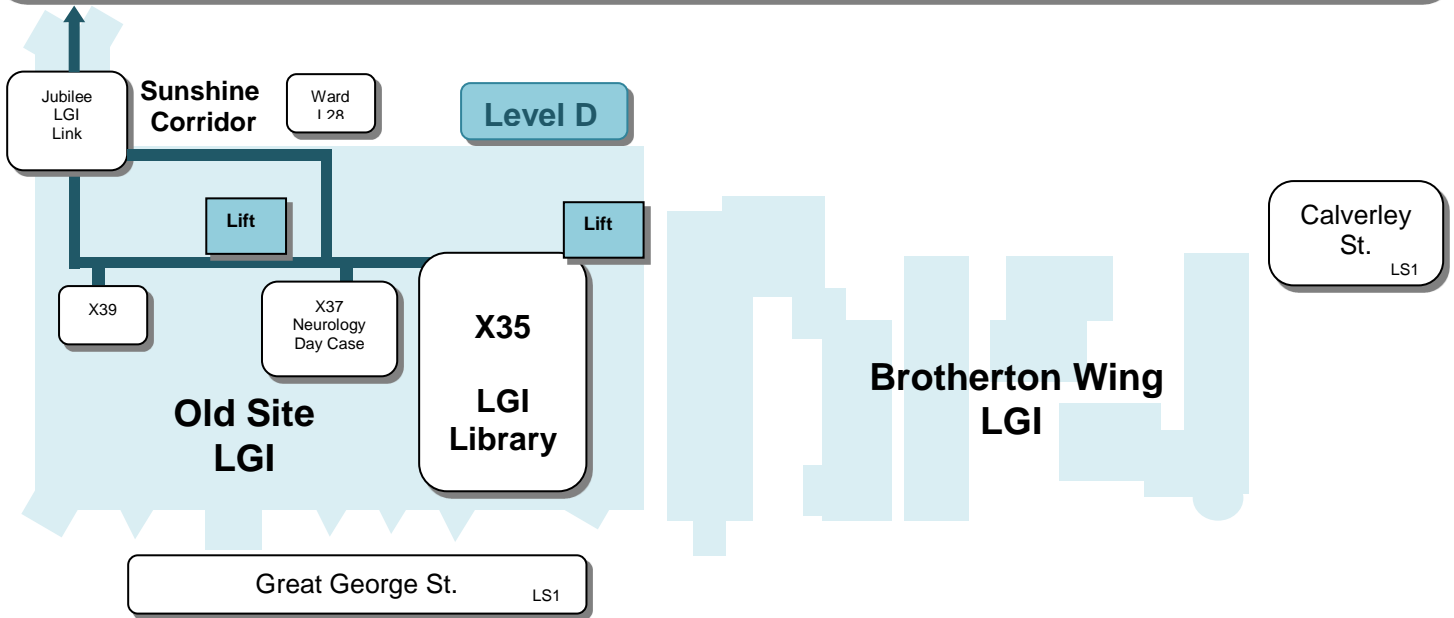 Jubilee
LGI
Link
Sunshine
Corridor
Ward
L28
Level D
Lift
Lift
Calverley
St.
LS1
X39
X37
Neurology
Day Case
X35
LGI
Library
Old Site
LGI
Brotherton Wing
LGI
Great George St.
LS1